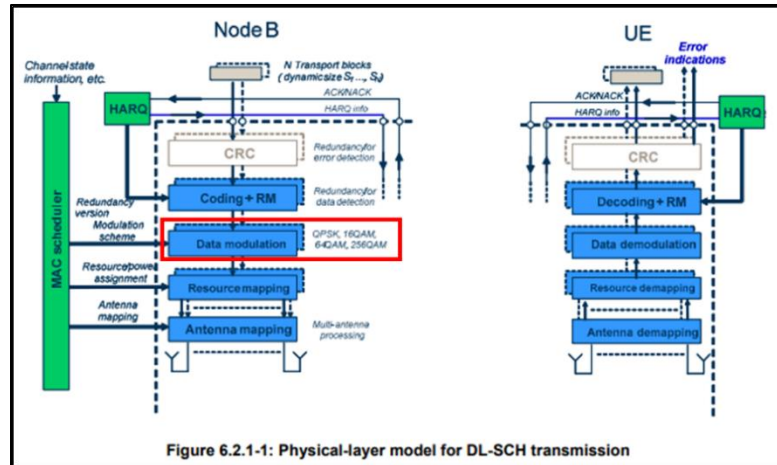 Node B
UE
Channel state
information, etc.
N Transport blocks
(dynamic size S1..., SN)
Error
indications
ACK/NACK
HARQ info
HARQ
ACK/NACK
HARQ info
HARQ
CRC
Redundancy for
error detection
CRC
Redundancy
version
Coding + RM
Redundancy for
data detection
Decoding + RM
MAC scheduler
Modulation
scheme
Data modulation
QPSK, 16QAM,
64QAM, 256QAM
Data demodulation
Resource/power
assignment
Resource mapping
Resource demapping
Antenna
mapping
Antenna mapping
Multi-antenna
processing
Antenna demapping
Figure 6.2.1-1: Physical-layer model for DL-SCH transmission